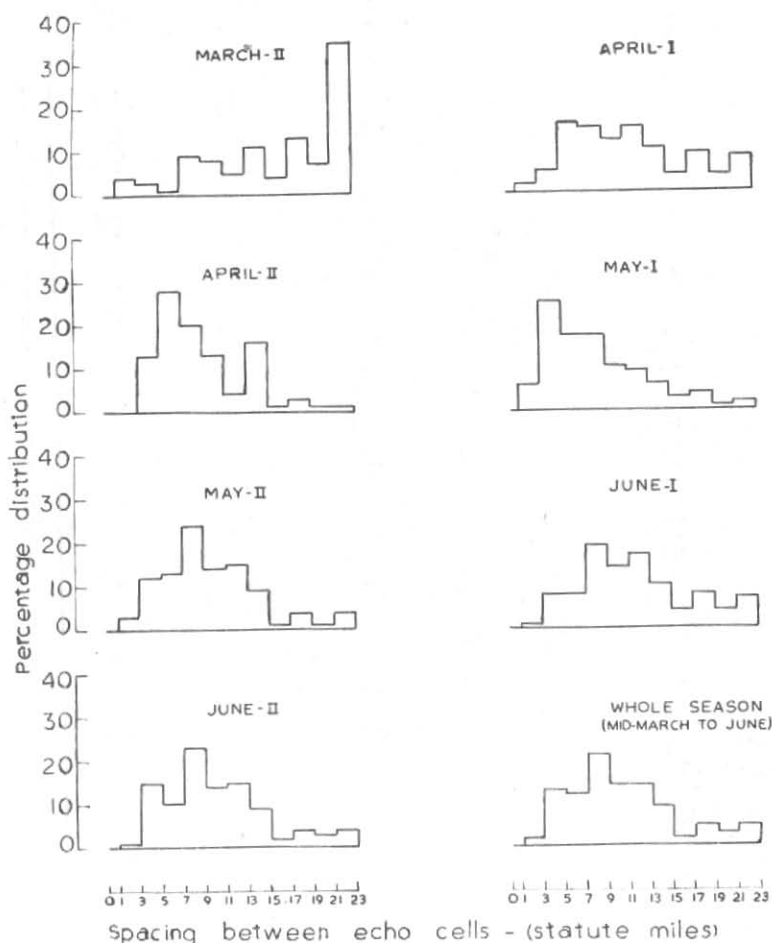 40
30
20
10
0
MARCH-II
APRIL-I
40
30
20
10
0
APRIL-II
MAY-I
40
30
20
10
0
MAY-II
JUNE-I
40
30
20
10
0
JUNE-II
WHOLE SEASON
(MID-MARCH TO JUNE)
Percentage distribution
0 1 3 5 7 9 11 13 15 17 19 21 23
0 1 3 5 7 9 11 13 15 17 19 21 23
Spacing between echo cells - (statute miles)